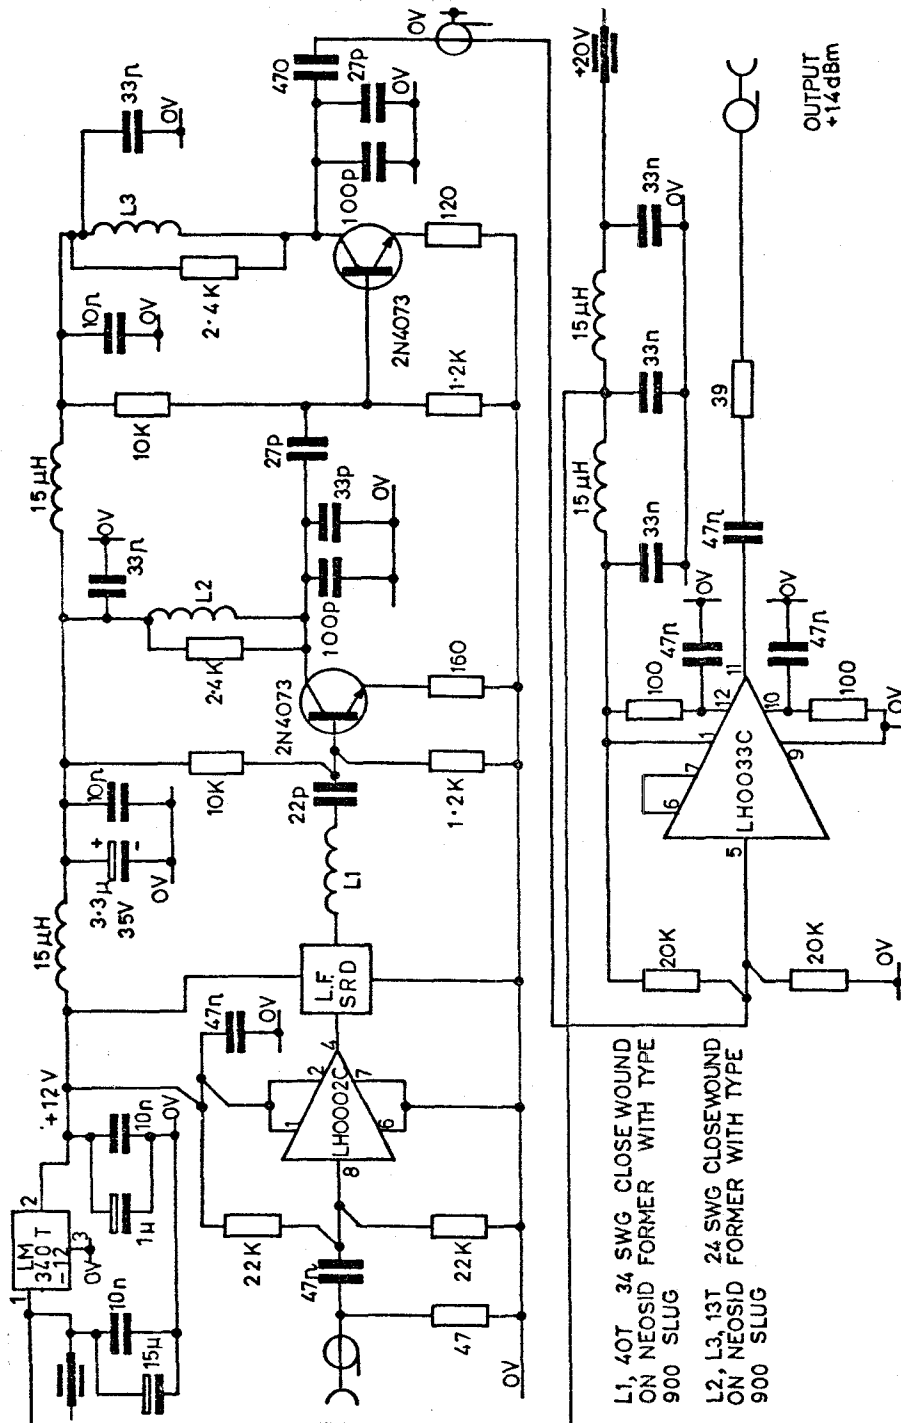 1
LM
340 T
-12
2
3
0V
15µ
10n
1µ
10n
0V
+12V
15µH
3·3µ
35V
+
-
10n
0V
33n
0V
15µH
10n
0V
33n
0V
L3
2·4K
L2
2·4K
10K
10K
47n
0V
22K
47n
22K
47
0V
8
1
2
LH0002C
6
7
4
L.F.
SRD
L1
22p
2N4073
1·2K
160
100p
33p
0V
27p
2N4073
1·2K
120
100p
27p
0V
470
0V
+20V
15µH
15µH
33n
33n
33n
0V
OUTPUT
+14dBm
39
47n
100
47n
0V
47n
0V
100
0V
5
6
7
1
12
11
10
9
LH0033C
20K
20K
0V
L1, 40T 34 SWG CLOSEWOUND
ON NEOSID FORMER WITH TYPE
900 SLUG
L2, L3, 13T 24 SWG CLOSEWOUND
ON NEOSID FORMER WITH TYPE
900 SLUG